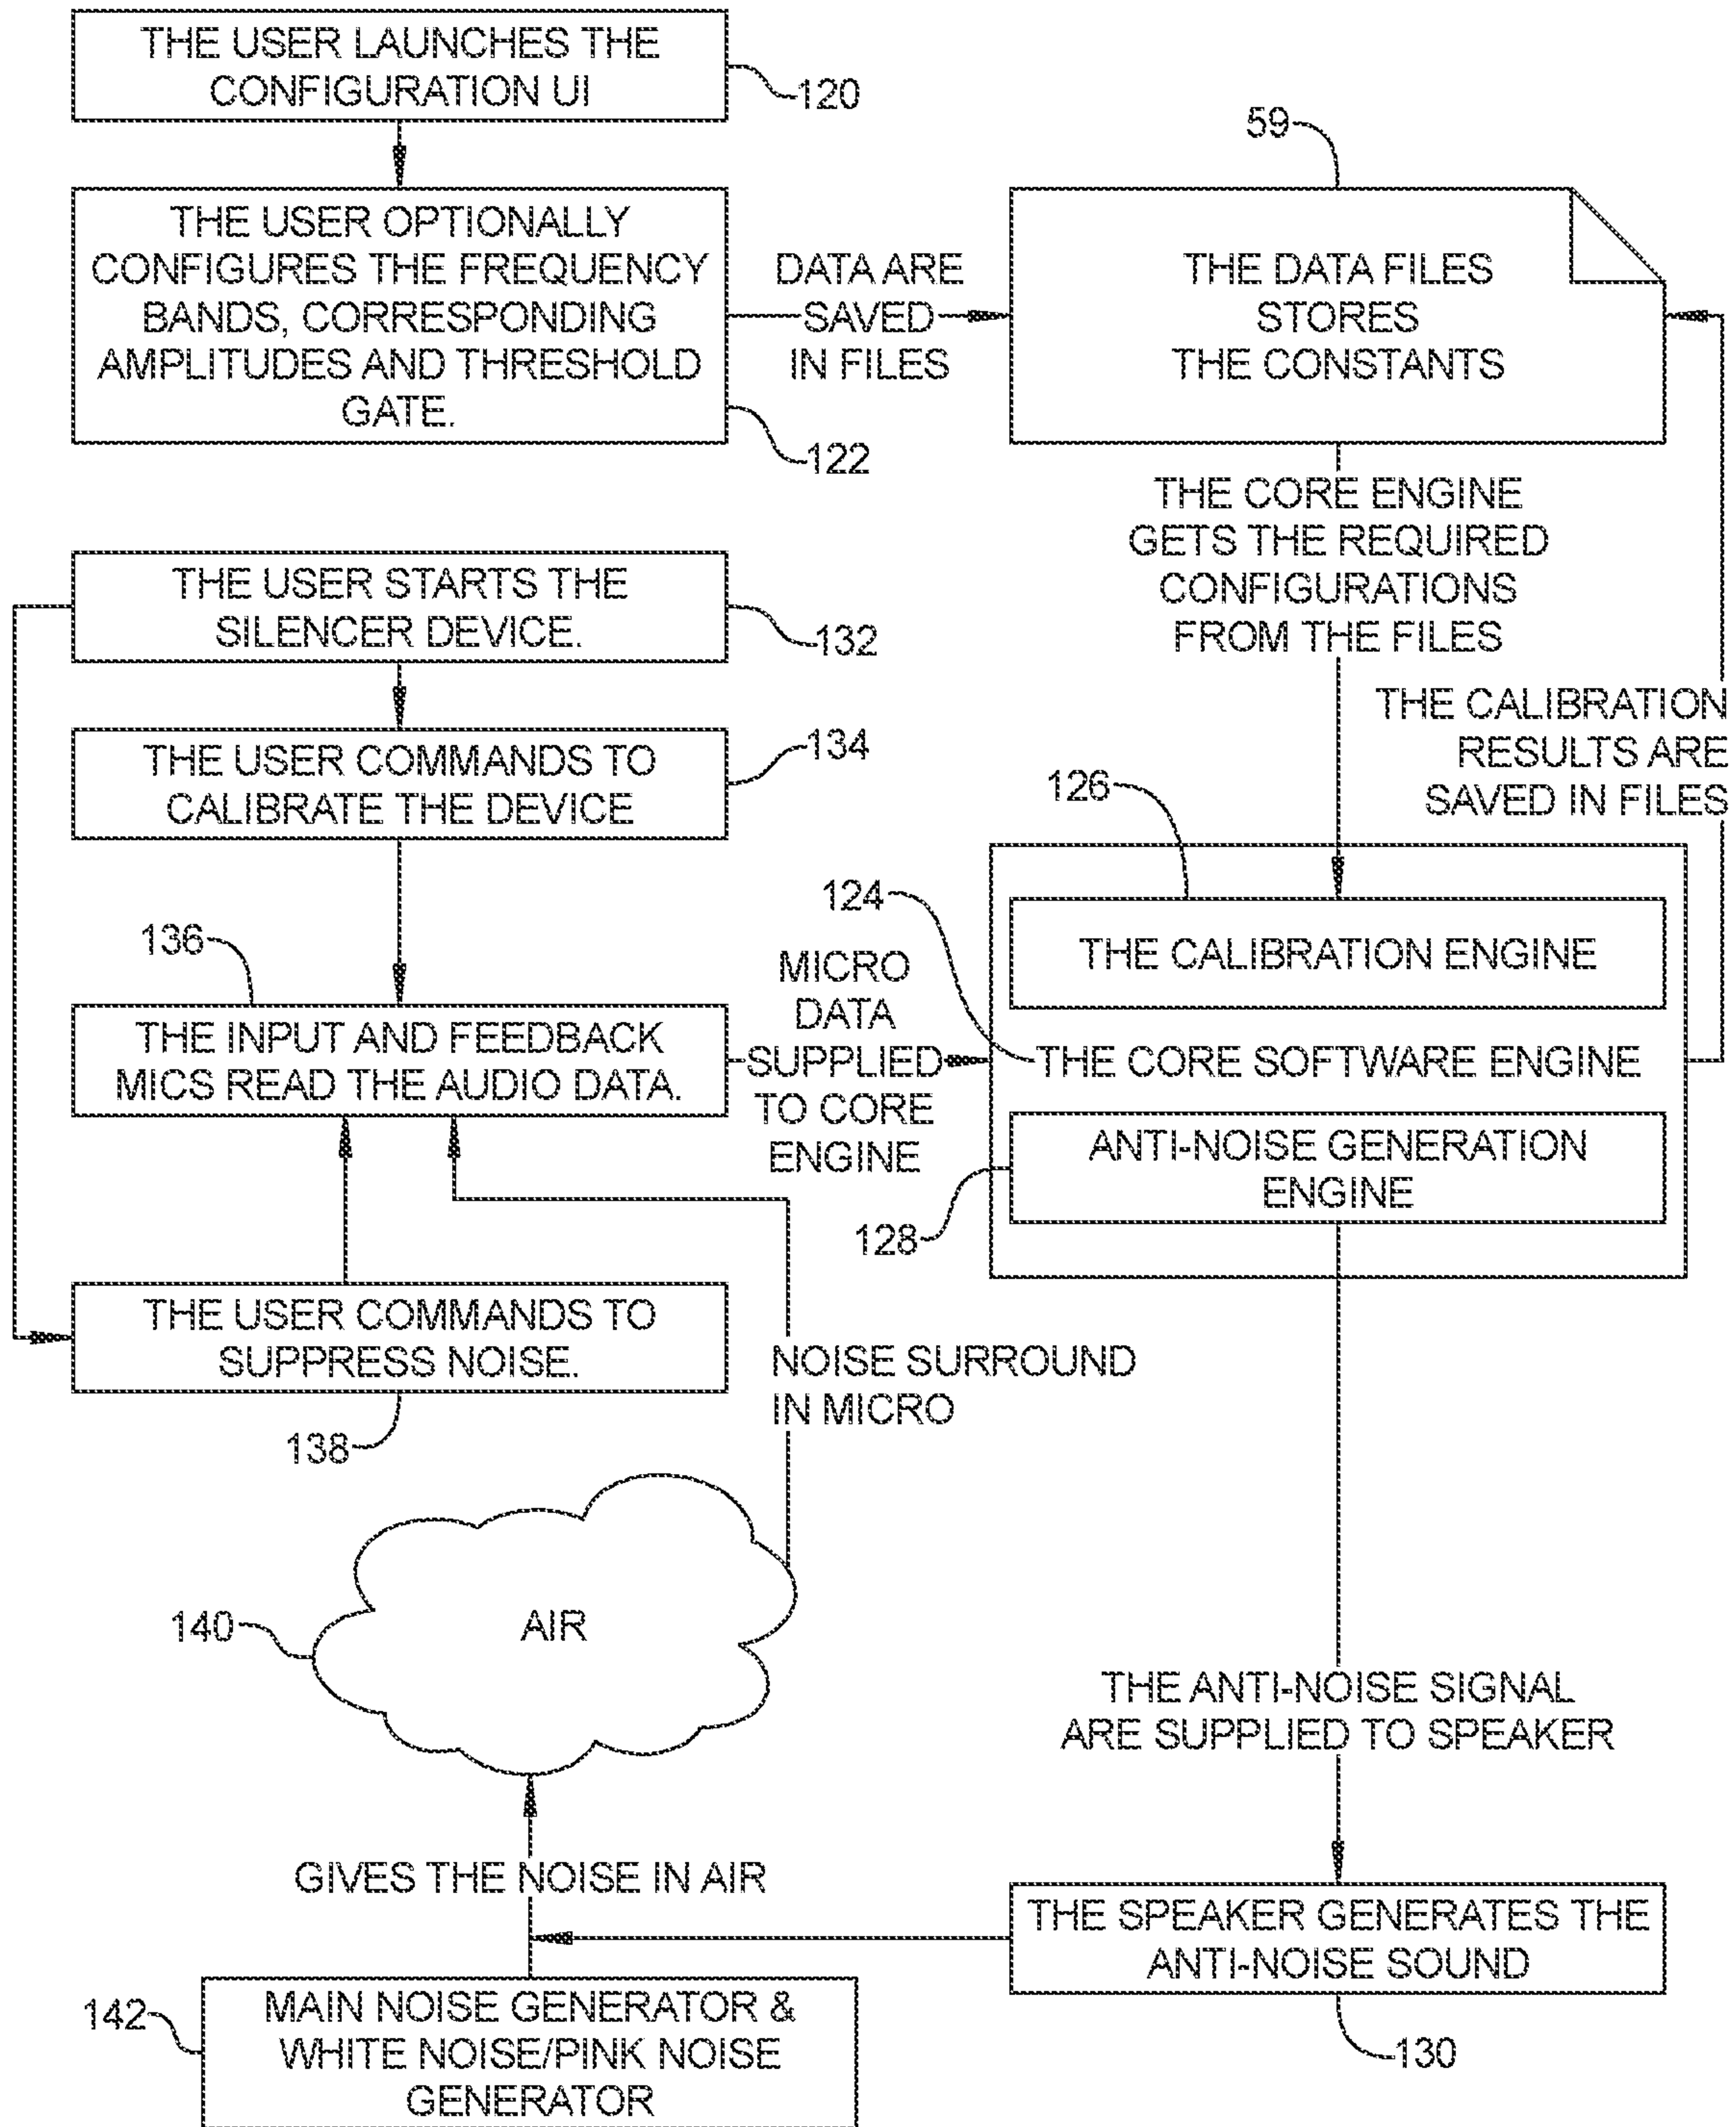 THE USER LAUNCHES THE
CONFIGURATION UI
120
THE USER OPTIONALLY
CONFIGURES THE FREQUENCY
BANDS, CORRESPONDING
AMPLITUDES AND THRESHOLD
GATE.
122
DATA ARE
SAVED
IN FILES
59
THE DATA FILES
STORES
THE CONSTANTS
THE CORE ENGINE
GETS THE REQUIRED
CONFIGURATIONS
FROM THE FILES
THE USER STARTS THE
SILENCER DEVICE.
132
THE USER COMMANDS TO
CALIBRATE THE DEVICE
134
THE CALIBRATION
RESULTS ARE
SAVED IN FILES
126
124
THE CALIBRATION ENGINE
136
THE INPUT AND FEEDBACK
MICS READ THE AUDIO DATA.
MICRO
DATA
SUPPLIED
TO CORE
ENGINE
THE CORE SOFTWARE ENGINE
ANTI-NOISE GENERATION
ENGINE
128
THE USER COMMANDS TO
SUPPRESS NOISE.
138
NOISE SURROUND
IN MICRO
140
AIR
THE ANTI-NOISE SIGNAL
ARE SUPPLIED TO SPEAKER
GIVES THE NOISE IN AIR
THE SPEAKER GENERATES THE
ANTI-NOISE SOUND
130
142
MAIN NOISE GENERATOR &
WHITE NOISE/PINK NOISE
GENERATOR